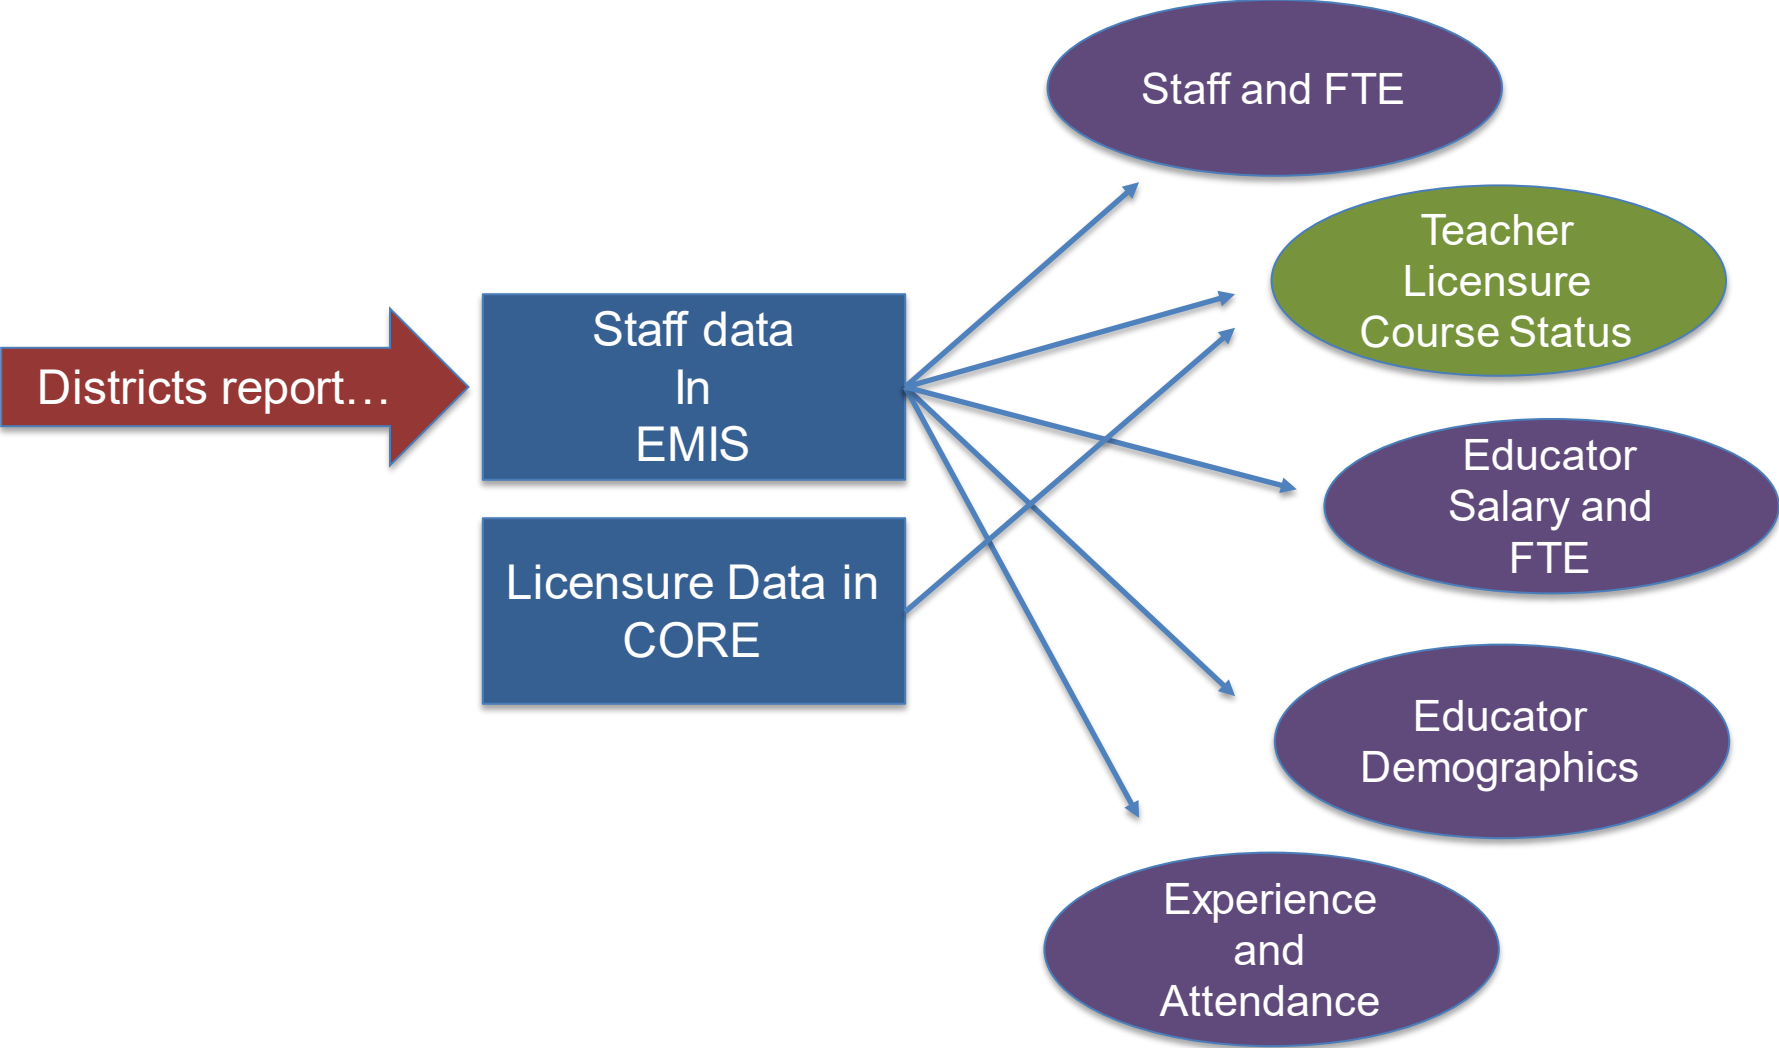 Districts report…
Staff data
In
EMIS
Licensure Data in
CORE
Staff and FTE
Teacher
Licensure
Course Status
Educator
Salary and
FTE
Educator
Demographics
Experience
and
Attendance